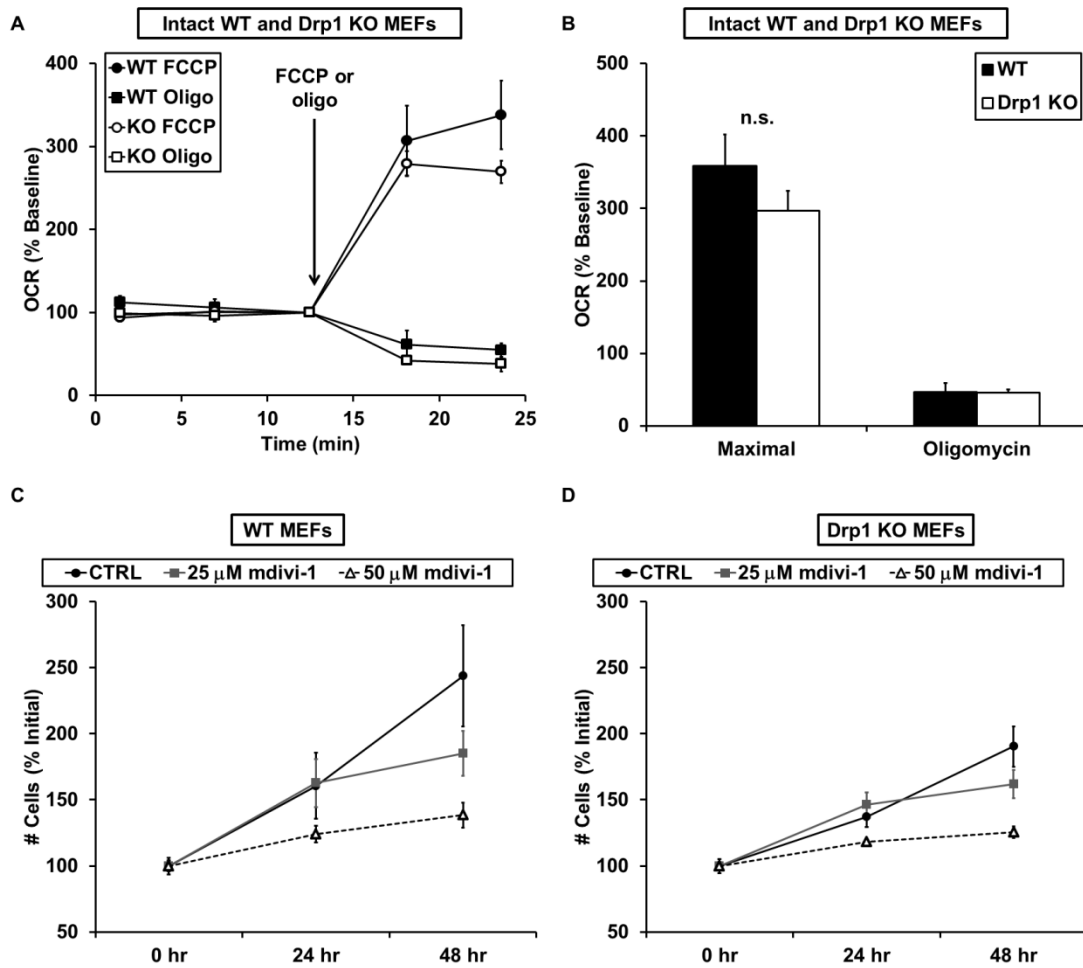 A
Intact WT and Drp1 KO MEFs
WT FCCP
WT Oligo
KO FCCP
KO Oligo
FCCP or
oligo
OCR (% Baseline)
400
300
200
100
0
0 5 10 15 20 25
Time (min)
B
Intact WT and Drp1 KO MEFs
WT
Drp1 KO
n.s.
OCR (% Baseline)
500
400
300
200
100
0
Maximal Oligomycin
C
WT MEFs
CTRL 25 μM mdivi-1 50 μM mdivi-1
# Cells (% Initial)
300
250
200
150
100
50
0 hr 24 hr 48 hr
D
Drp1 KO MEFs
CTRL 25 μM mdivi-1 50 μM mdivi-1
# Cells (% Initial)
300
250
200
150
100
50
0 hr 24 hr 48 hr